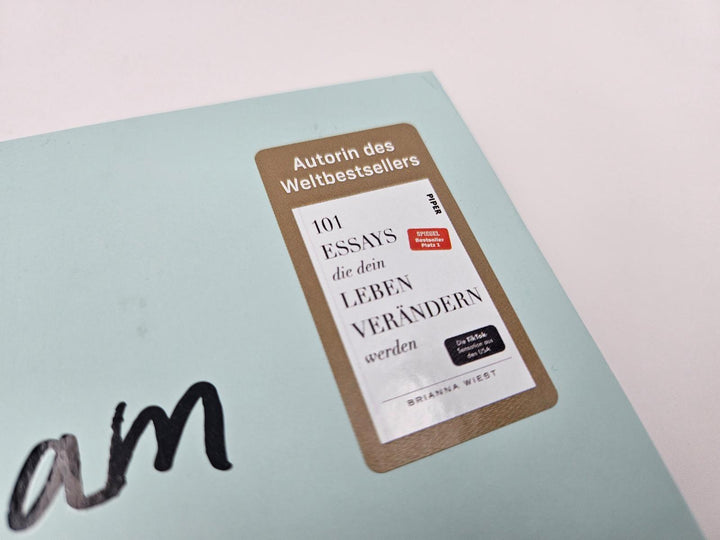 Autorin des
Weltbestsellers
PIPER
101
ESSAYS
die dein
LEBEN
VERÄNDERN
werden
SPIEGEL
Bestseller
Platz 1
Die TikTok-
Sensation aus
den USA!
BRIANNA WIEST
am